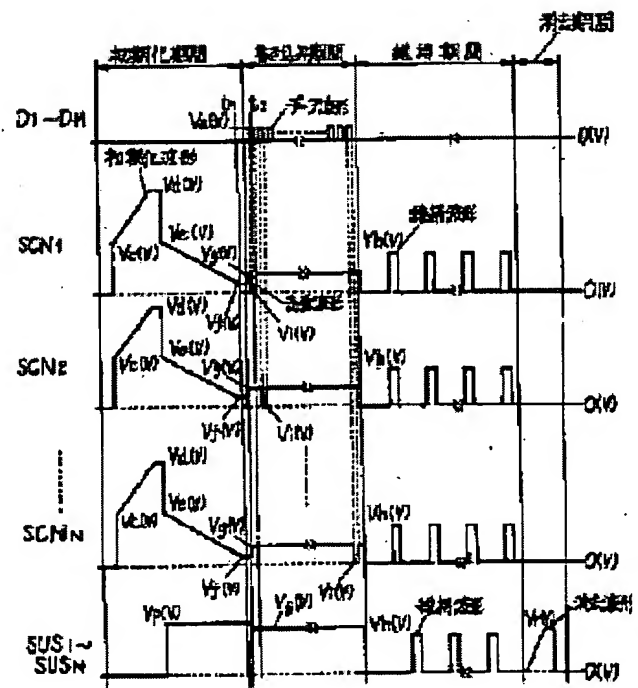 消去期間
初期化期間 書き込み期間 維持期間
D1~DM
Va(V)
データ波形
0(V)
初期化波形
Vd(V)
SCN1
Vc(V)
Ve(V)
Vg(V)
Vf(V)
走査波形
Vi(V)
Vh(V)
維持波形
0(V)
Vd(V)
SCN2
Vc(V)
Ve(V)
Vg(V)
Vf(V)
Vi(V)
Vh(V)
0(V)
Vd(V)
SCNN
Vc(V)
Ve(V)
Vg(V)
Vf(V)
Vi(V)
Vh(V)
0(V)
SUS1~
SUSN
Vh(V)
維持波形
消去波形
0(V)